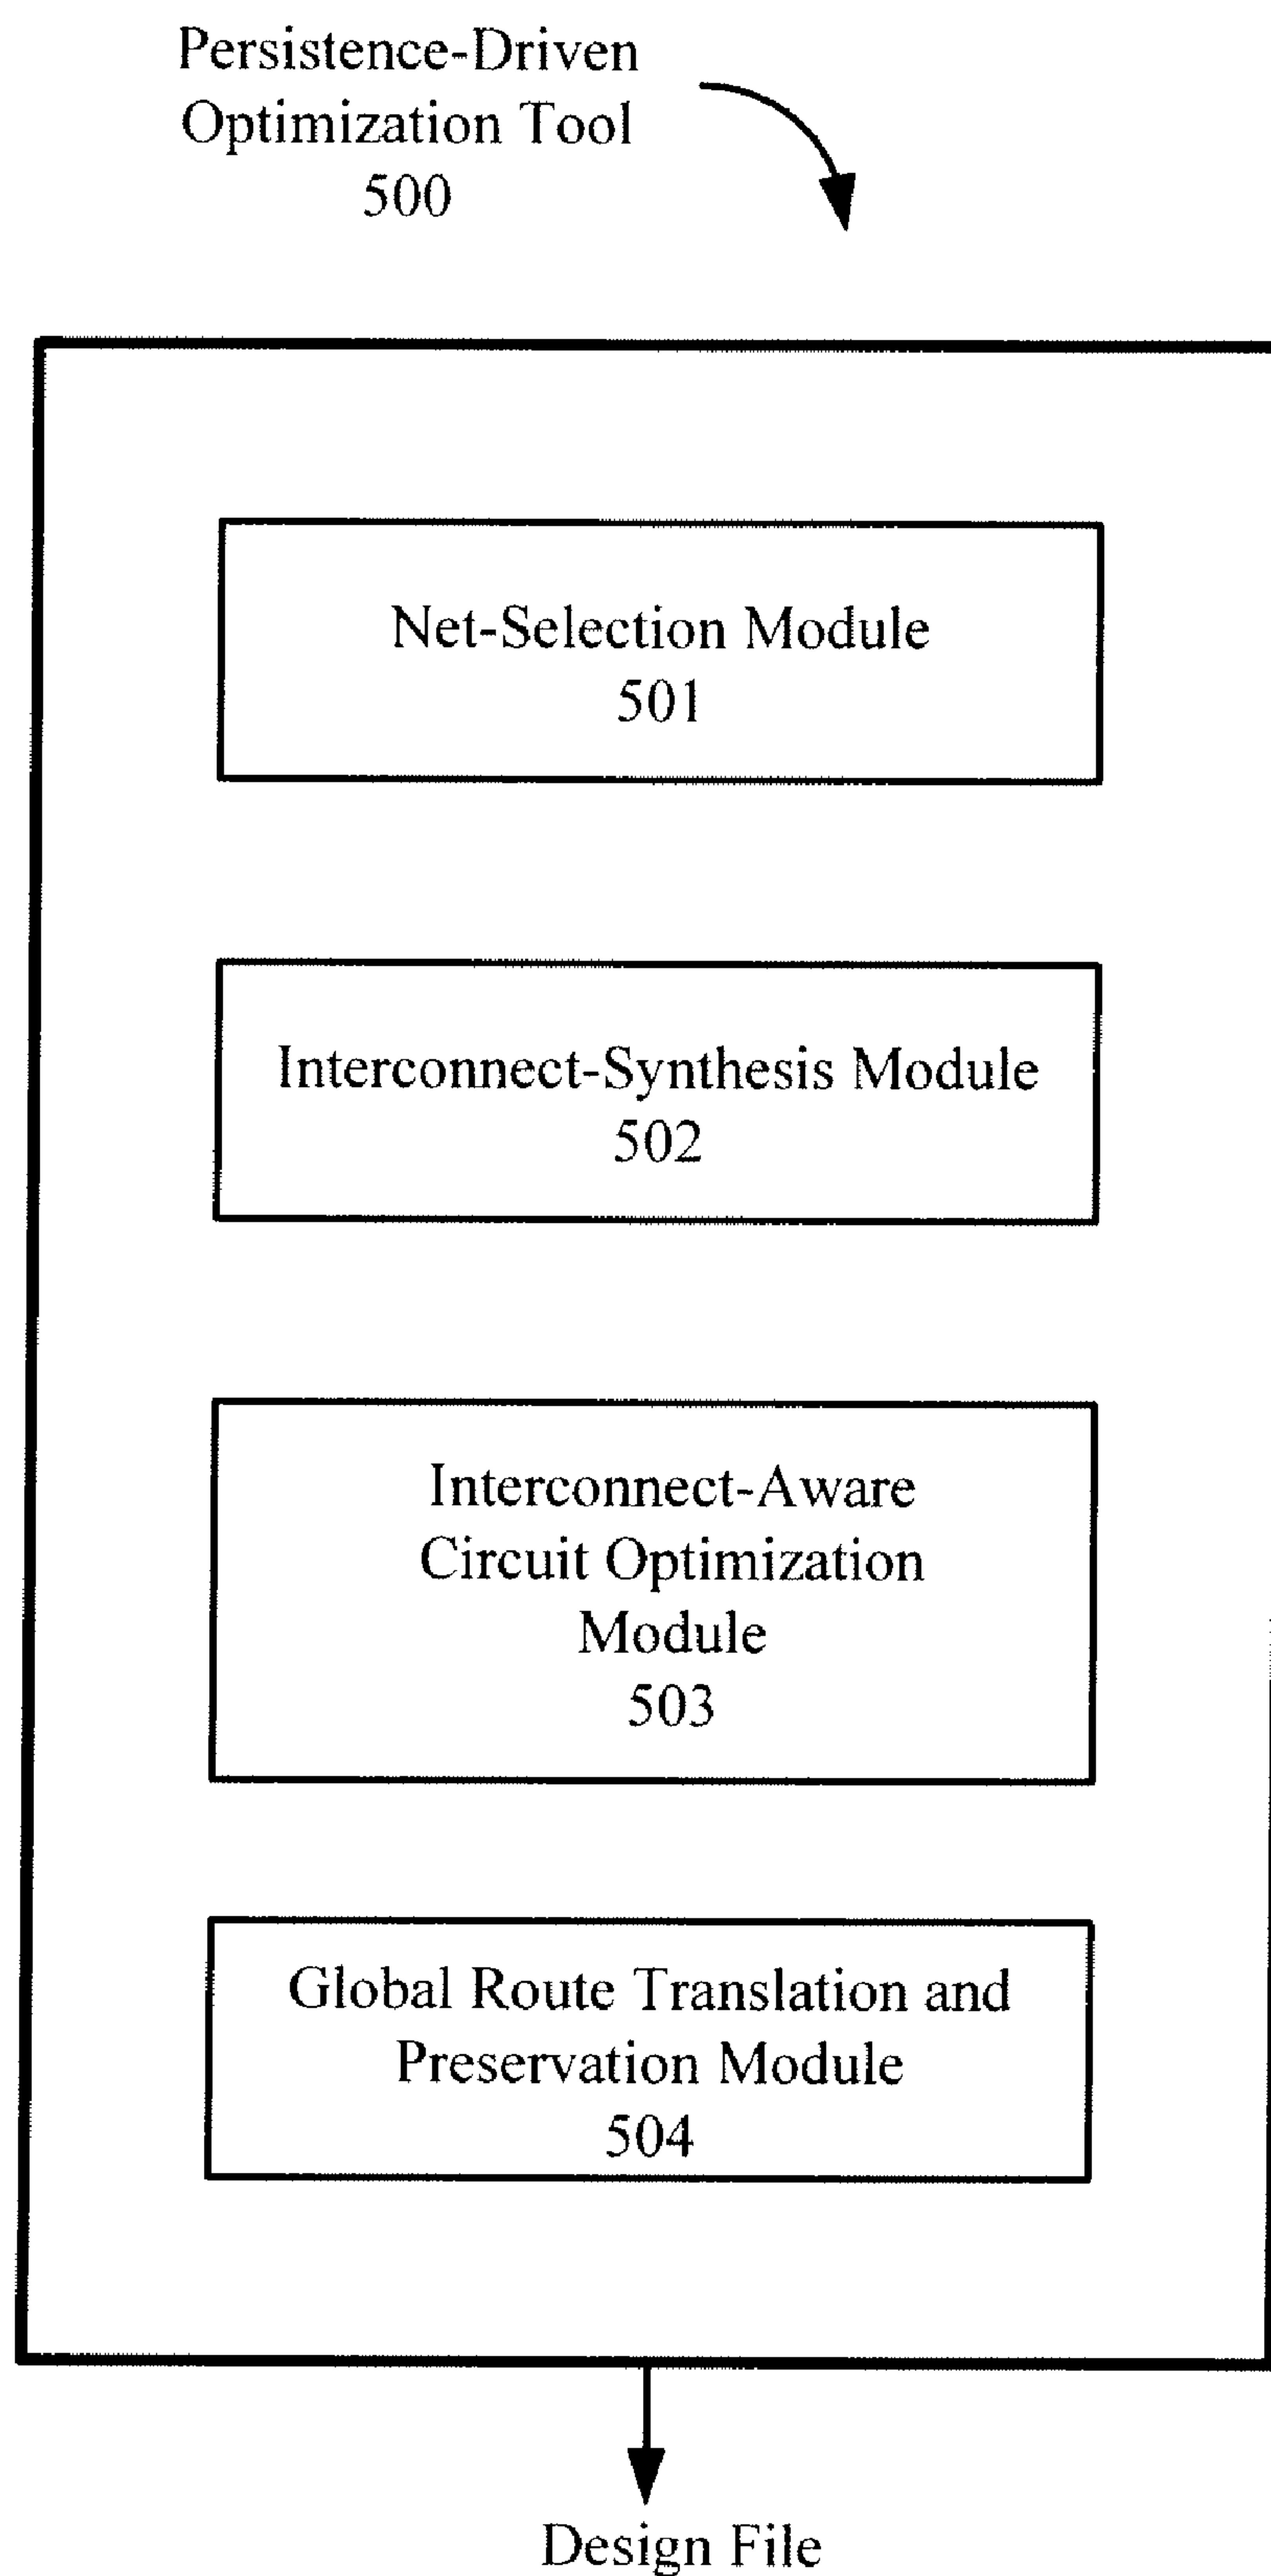 Persistence-Driven
Optimization Tool
500
Net-Selection Module
501
Interconnect-Synthesis Module
502
Interconnect-Aware
Circuit Optimization
Module
503
Global Route Translation and
Preservation Module
504
Design File